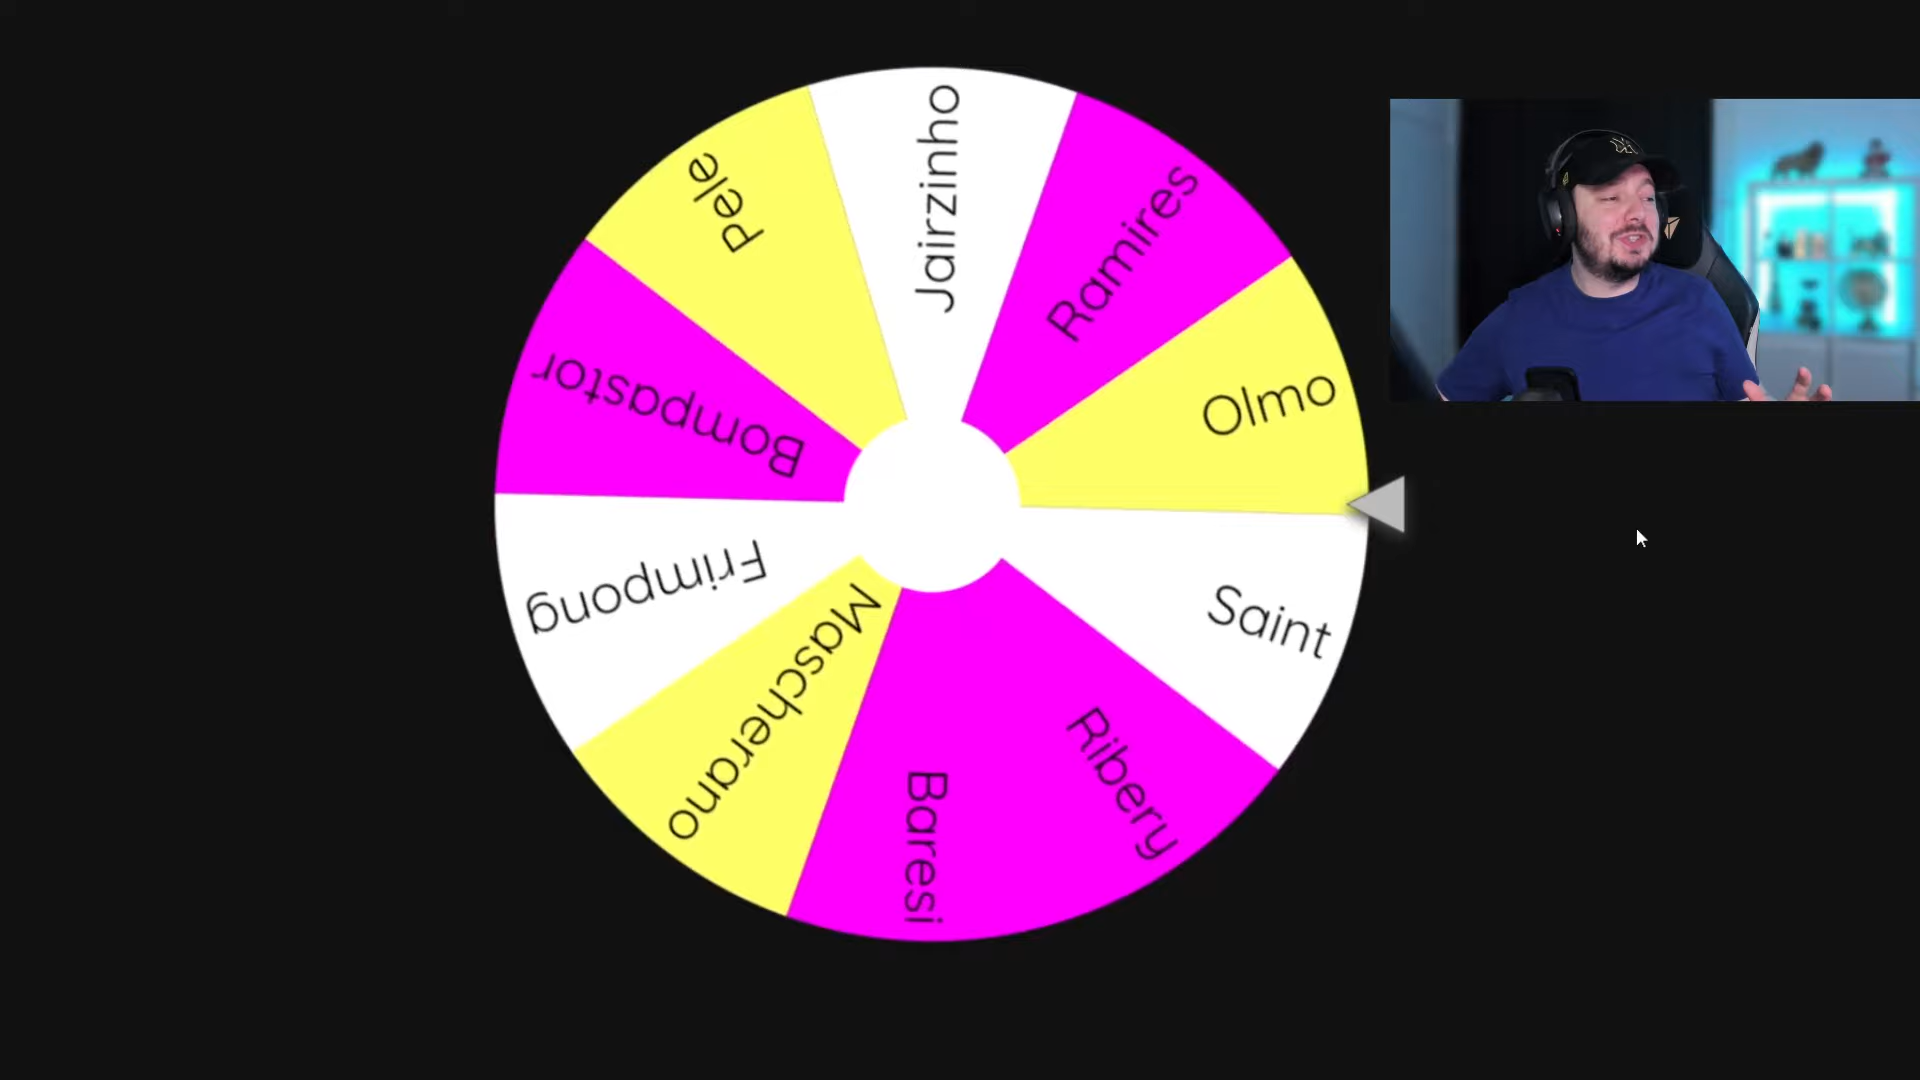 Jairzinho
Ramires
Olmo
Saint
Ribery
Baresi
Mascherano
Frimpong
Bompastor
Pele